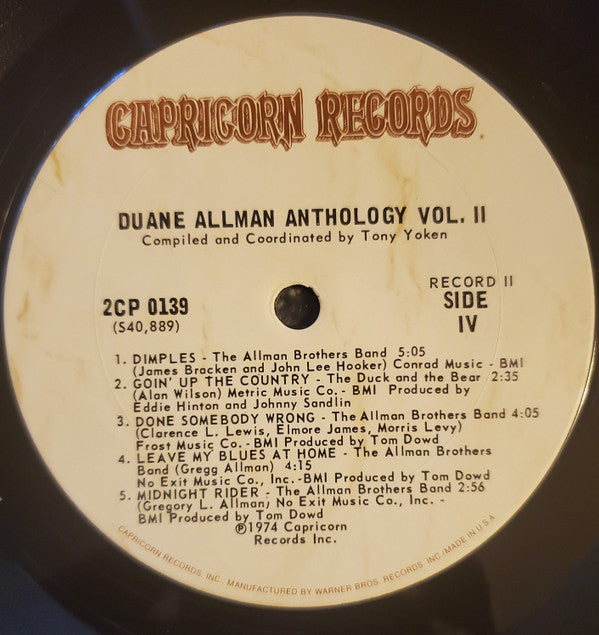 CAPRICORN RECORDS
DUANE ALLMAN ANTHOLOGY VOL. II
Compiled and Coordinated by Tony Yoken
2CP 0139
(S40,889)
RECORD II
SIDE
IV
1. DIMPLES - The Allman Brothers Band 5:05
(James Bracken and John Lee Hooker) Conrad Music - BMI
2. GOIN' UP THE COUNTRY - The Duck and the Bear 2:35
(Alan Wilson) Metric Music Co. - BMI Produced by
Eddie Hinton and Johnny Sandlin
3. DONE SOMEBODY WRONG - The Allman Brothers Band 4:05
(Clarence L. Lewis, Elmore James, Morris Levy)
Frost Music Co. - BMI Produced by Tom Dowd
4. LEAVE MY BLUES AT HOME - The Allman Brothers
Band (Gregg Allman) 4:15
No Exit Music Co., Inc. -BMI Produced by Tom Dowd
5. MIDNIGHT RIDER - The Allman Brothers Band 2:56
(Gregory L. Allman) No Exit Music Co., Inc. -
BMI Produced by Tom Dowd
℗1974 Capricorn
Records Inc.
CAPRICORN RECORDS, INC. MANUFACTURED BY WARNER BROS. RECORDS INC./MADE IN U.S.A.